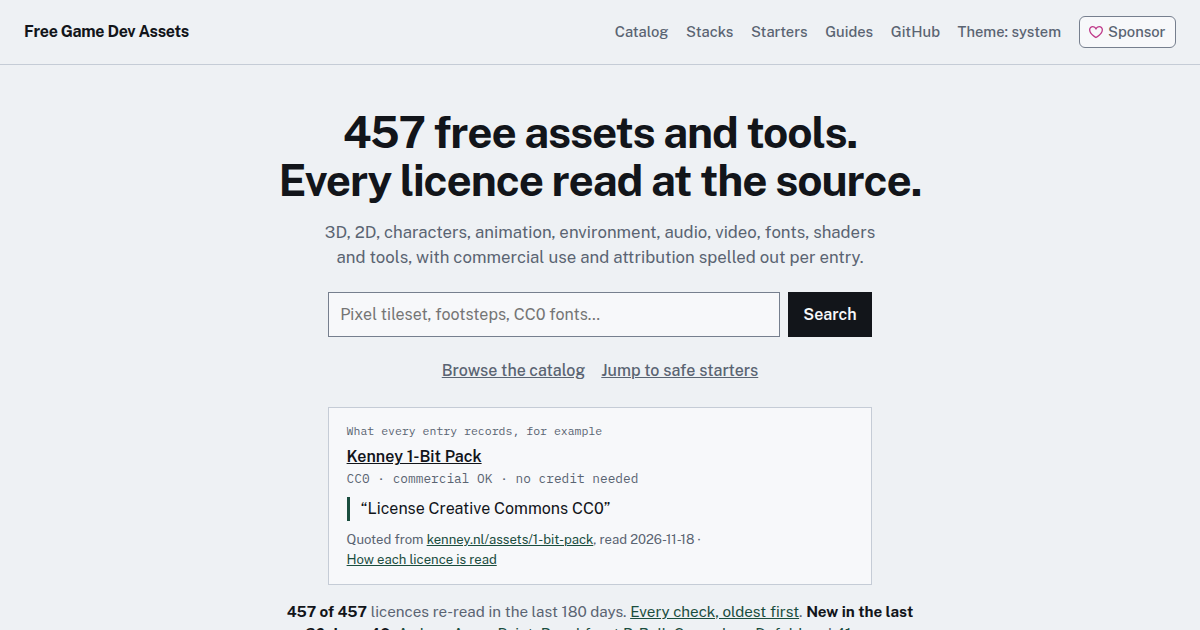 Free Game Dev Assets
Catalog Stacks Starters Guides GitHub Theme: system Sponsor
457 free assets and tools.
Every licence read at the source.
3D, 2D, characters, animation, environment, audio, video, fonts, shaders
and tools, with commercial use and attribution spelled out per entry.
Pixel tileset, footsteps, CC0 fonts...
Search
Browse the catalog Jump to safe starters
What every entry records, for example
Kenney 1-Bit Pack
CC0 · commercial OK · no credit needed
“License Creative Commons CC0”
Quoted from kenney.nl/assets/1-bit-pack, read 2026-11-18 ·
How each licence is read
457 of 457 licences re-read in the last 180 days. Every check, oldest first. New in the last